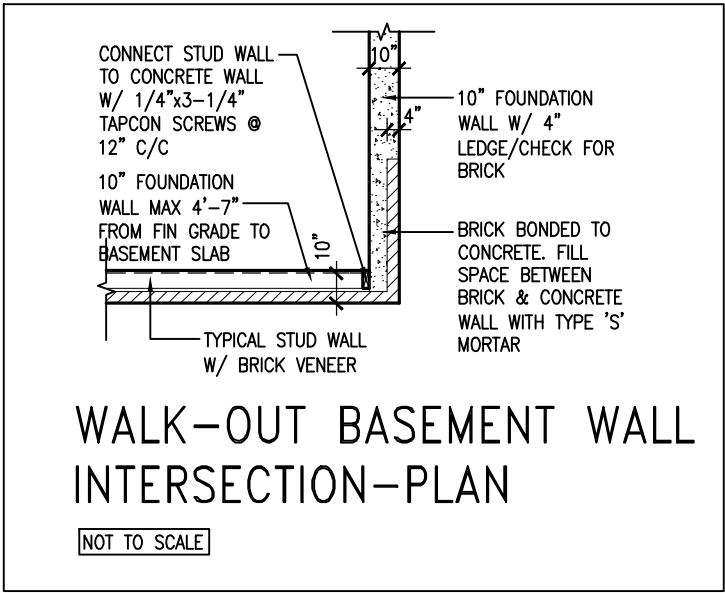 CONNECT STUD WALL
TO CONCRETE WALL
W/ 1/4"x3-1/4"
TAPCON SCREWS @
12" C/C
10" FOUNDATION
WALL MAX 4'-7"
FROM FIN GRADE TO
BASEMENT SLAB
10"
10"
4"
10" FOUNDATION
WALL W/ 4"
LEDGE/CHECK FOR
BRICK
BRICK BONDED TO
CONCRETE. FILL
SPACE BETWEEN
BRICK & CONCRETE
WALL WITH TYPE 'S'
MORTAR
TYPICAL STUD WALL
W/ BRICK VENEER
WALK-OUT BASEMENT WALL
INTERSECTION-PLAN
NOT TO SCALE